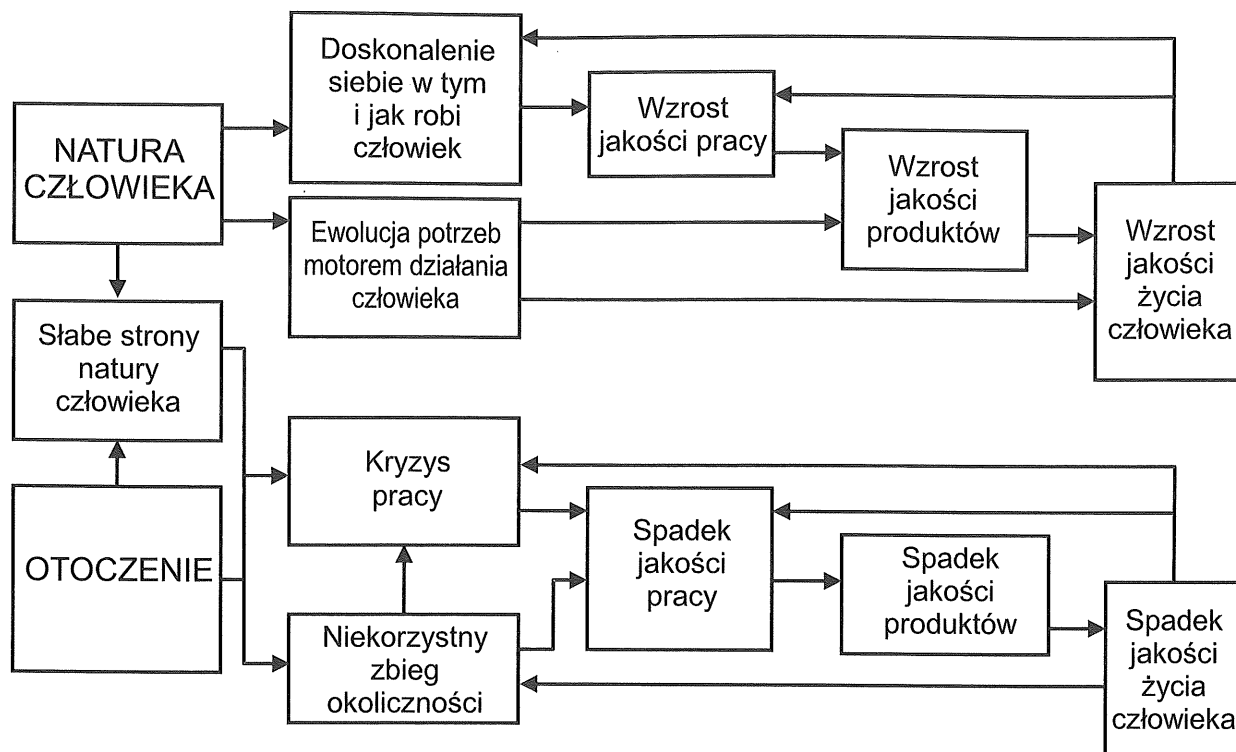 NATURA
CZŁOWIEKA
Doskonalenie
siebie w tym
i jak robi
człowiek
Wzrost
jakości pracy
Wzrost
jakości
produktów
Wzrost
jakości
życia
człowieka
Ewolucja potrzeb
motorem działania
człowieka
Słabe strony
natury
człowieka
OTOCZENIE
Kryzys
pracy
Niekorzystny
zbieg
okoliczności
Spadek
jakości
pracy
Spadek
jakości
produktów
Spadek
jakości
życia
człowieka